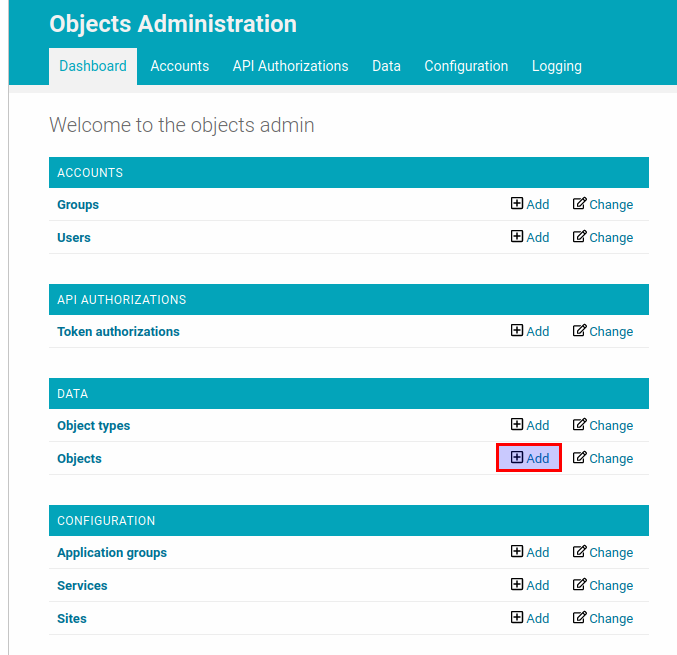 Objects Administration
Dashboard Accounts API Authorizations Data Configuration Logging
Welcome to the objects admin
ACCOUNTS
Groups Add Change
Users Add Change
API AUTHORIZATIONS
Token authorizations Add Change
DATA
Object types Add Change
Objects Add Change
CONFIGURATION
Application groups Add Change
Services Add Change
Sites Add Change